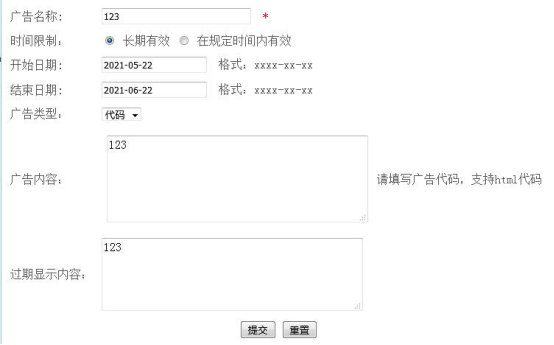 广告名称: 123 *
时间限制: 长期有效 在规定时间内有效
开始日期: 2021-05-22 格式: xxxx-xx-xx
结束日期: 2021-06-22 格式: xxxx-xx-xx
广告类型: 代码
123
广告内容: 请填写广告代码, 支持html代码
123
过期显示内容:
提交 重置